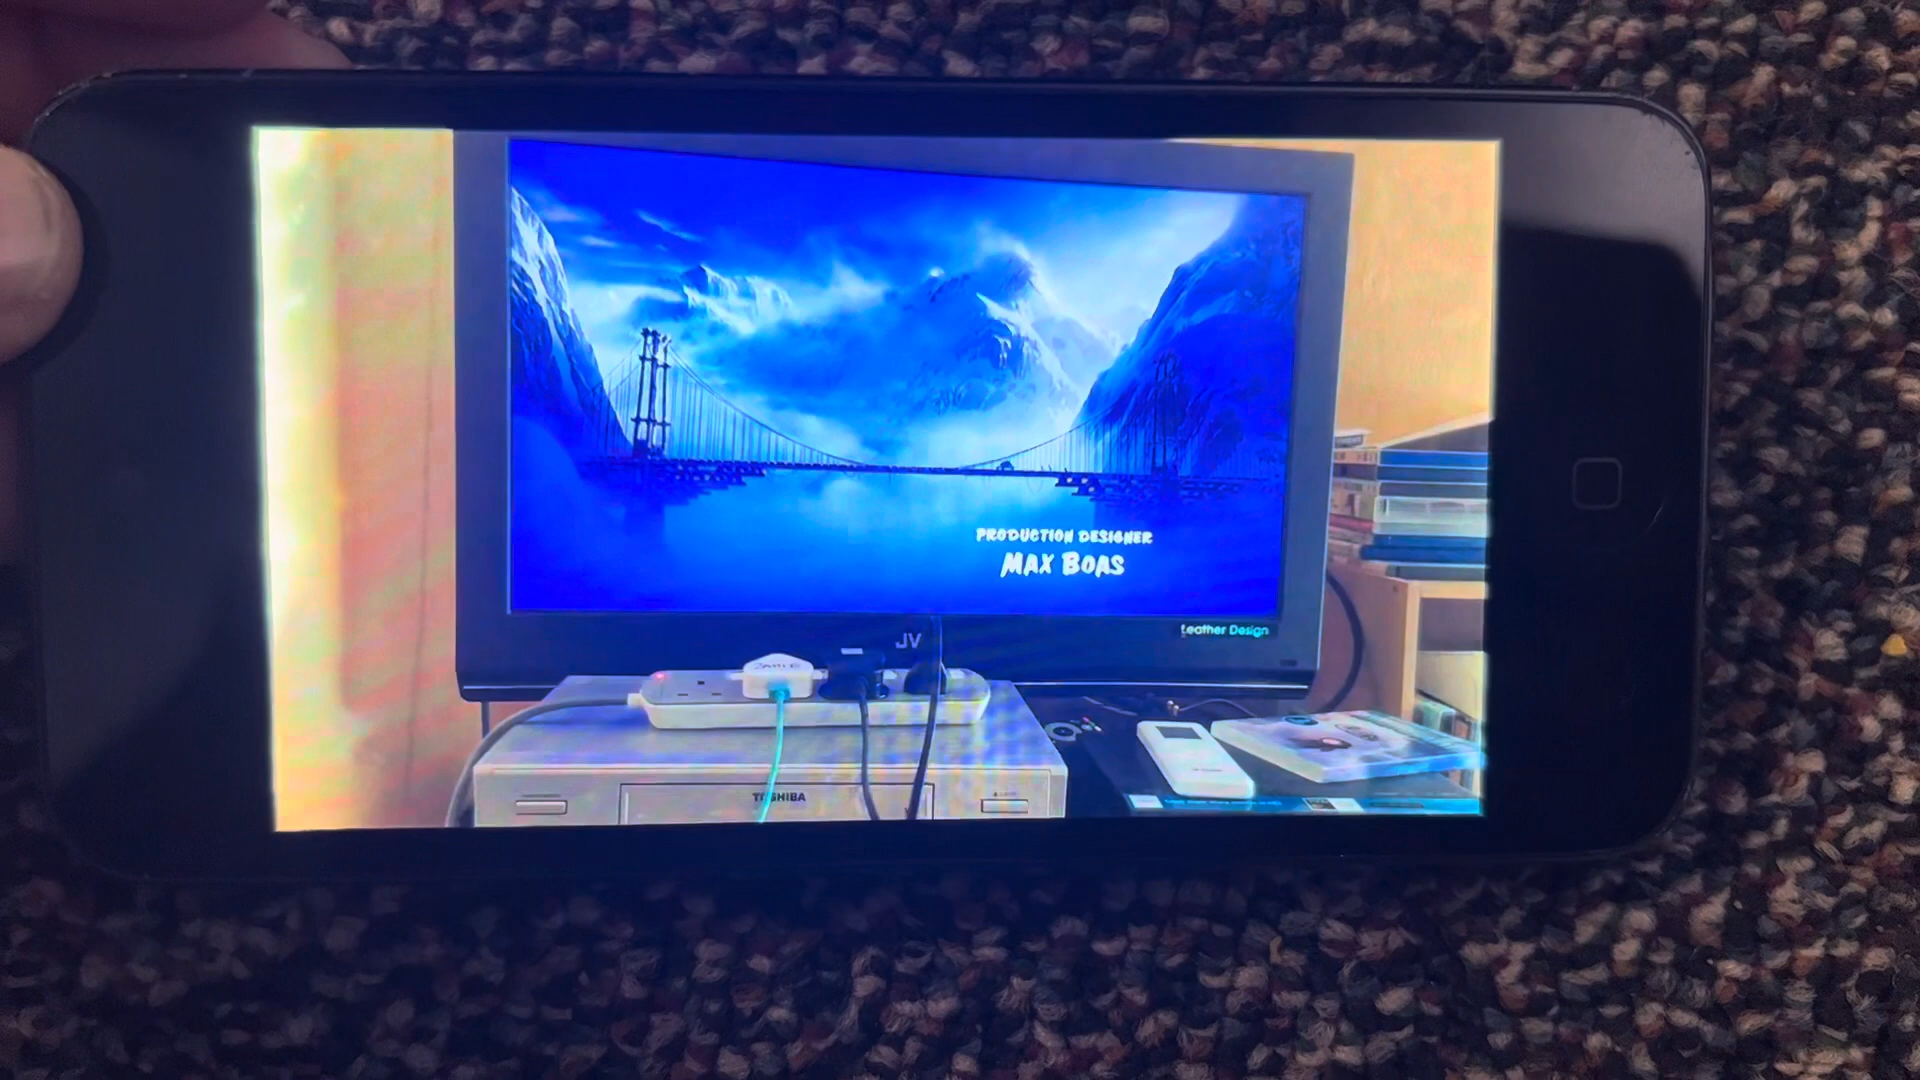 PRODUCTION DESIGNER
MAX BOAS
JV
Leather Design
TOSHIBA